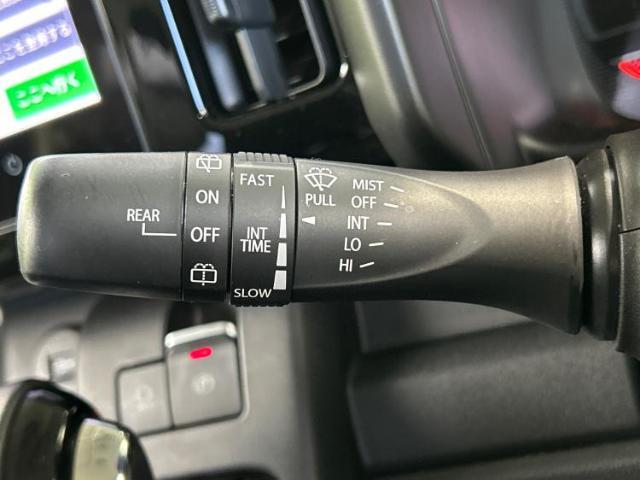 ここへ行く
REAR
ON
OFF
FAST
INT
TIME
SLOW
PULL
MIST
OFF
INT
LO
HI